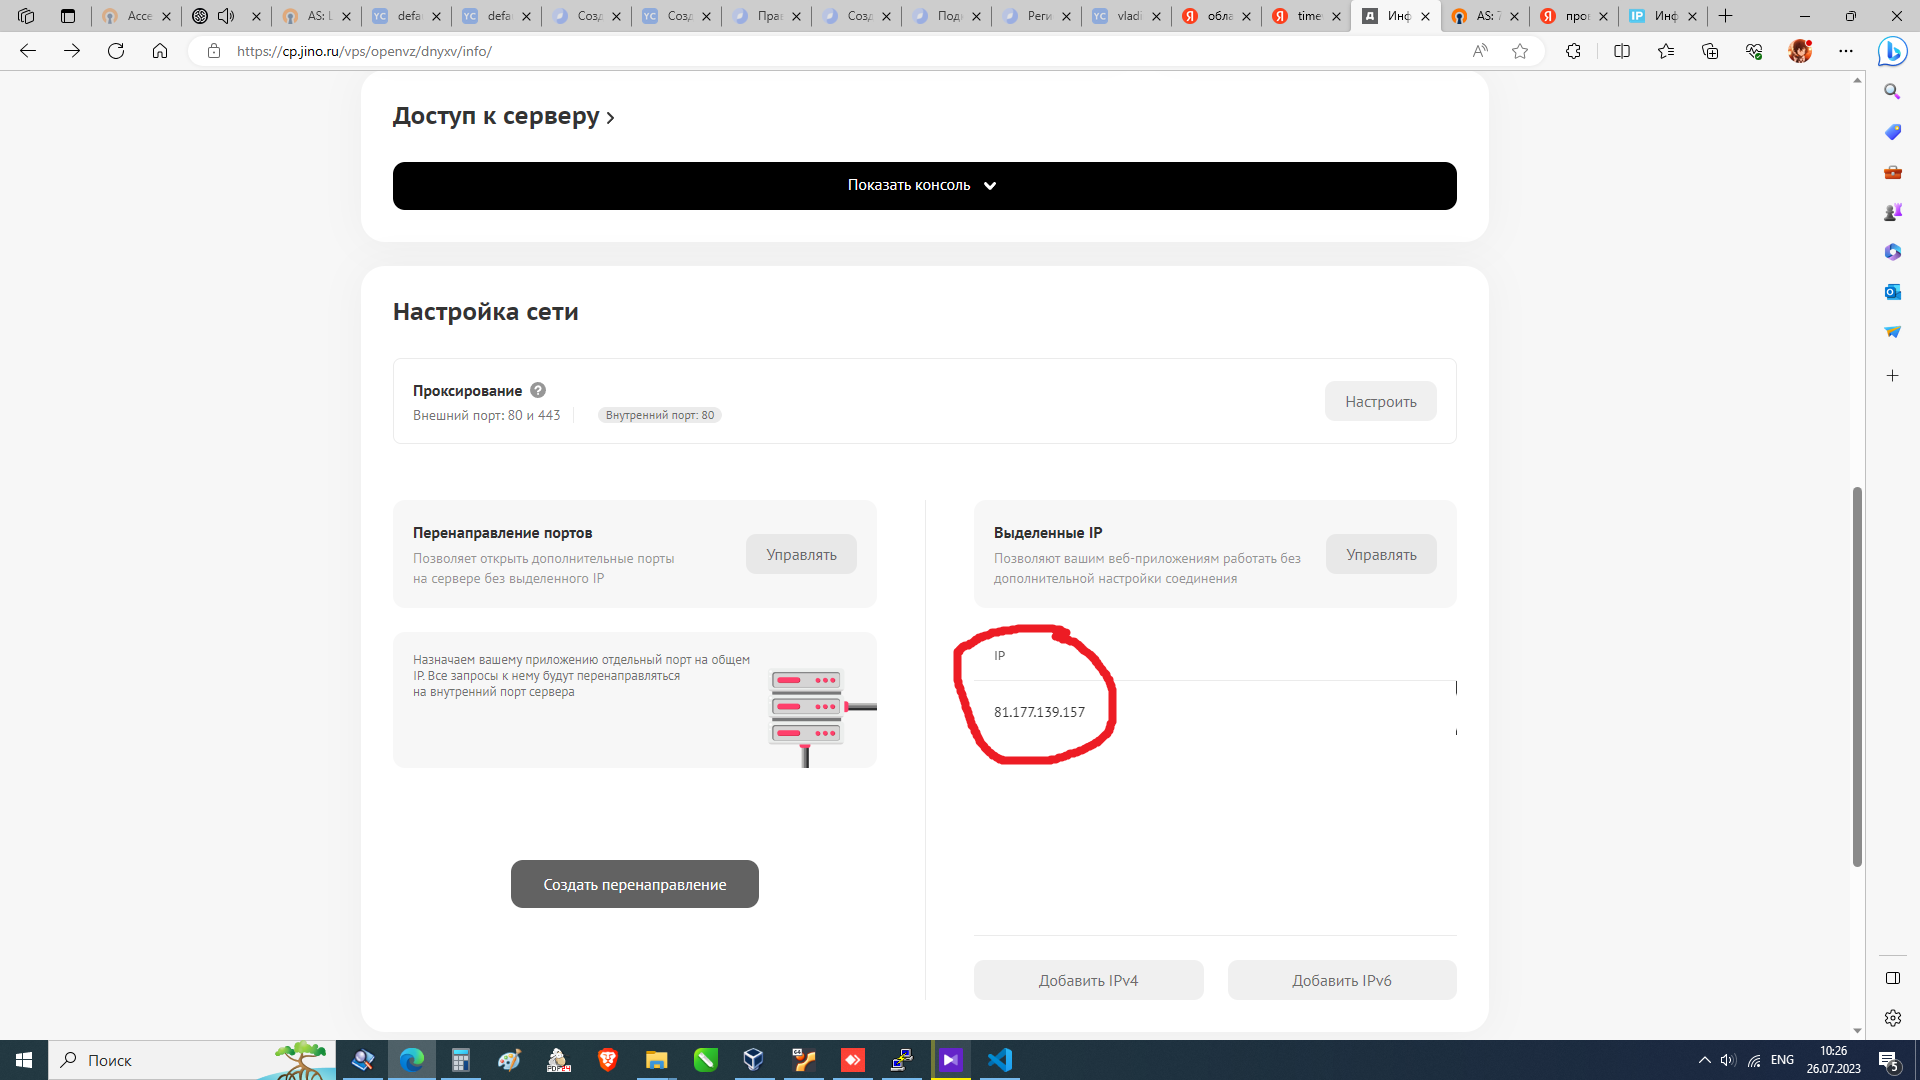 Acce
AS: L
defau
defau
Созд
Созд
Прав
Созд
Подк
Реги
vladi
обла
time
Инф
AS: 7
пров
Инф
https://cp.jino.ru/vps/openvz/dnyxv/info/
Доступ к серверу
Показать консоль
Настройка сети
Проксирование ?
Внешний порт: 80 и 443
Внутренний порт: 80
Настроить
Перенаправление портов
Позволяет открыть дополнительные порты
на сервере без выделенного IP
Управлять
Выделенные IP
Позволяют вашим веб-приложениям работать без
дополнительной настройки соединения
Управлять
Назначаем вашему приложению отдельный порт на общем
IP. Все запросы к нему будут перенаправляться
на внутренний порт сервера
IP
81.177.139.157
Создать перенаправление
Добавить IPv4
Добавить IPv6
Поиск
ENG
10:26
26.07.2023
5